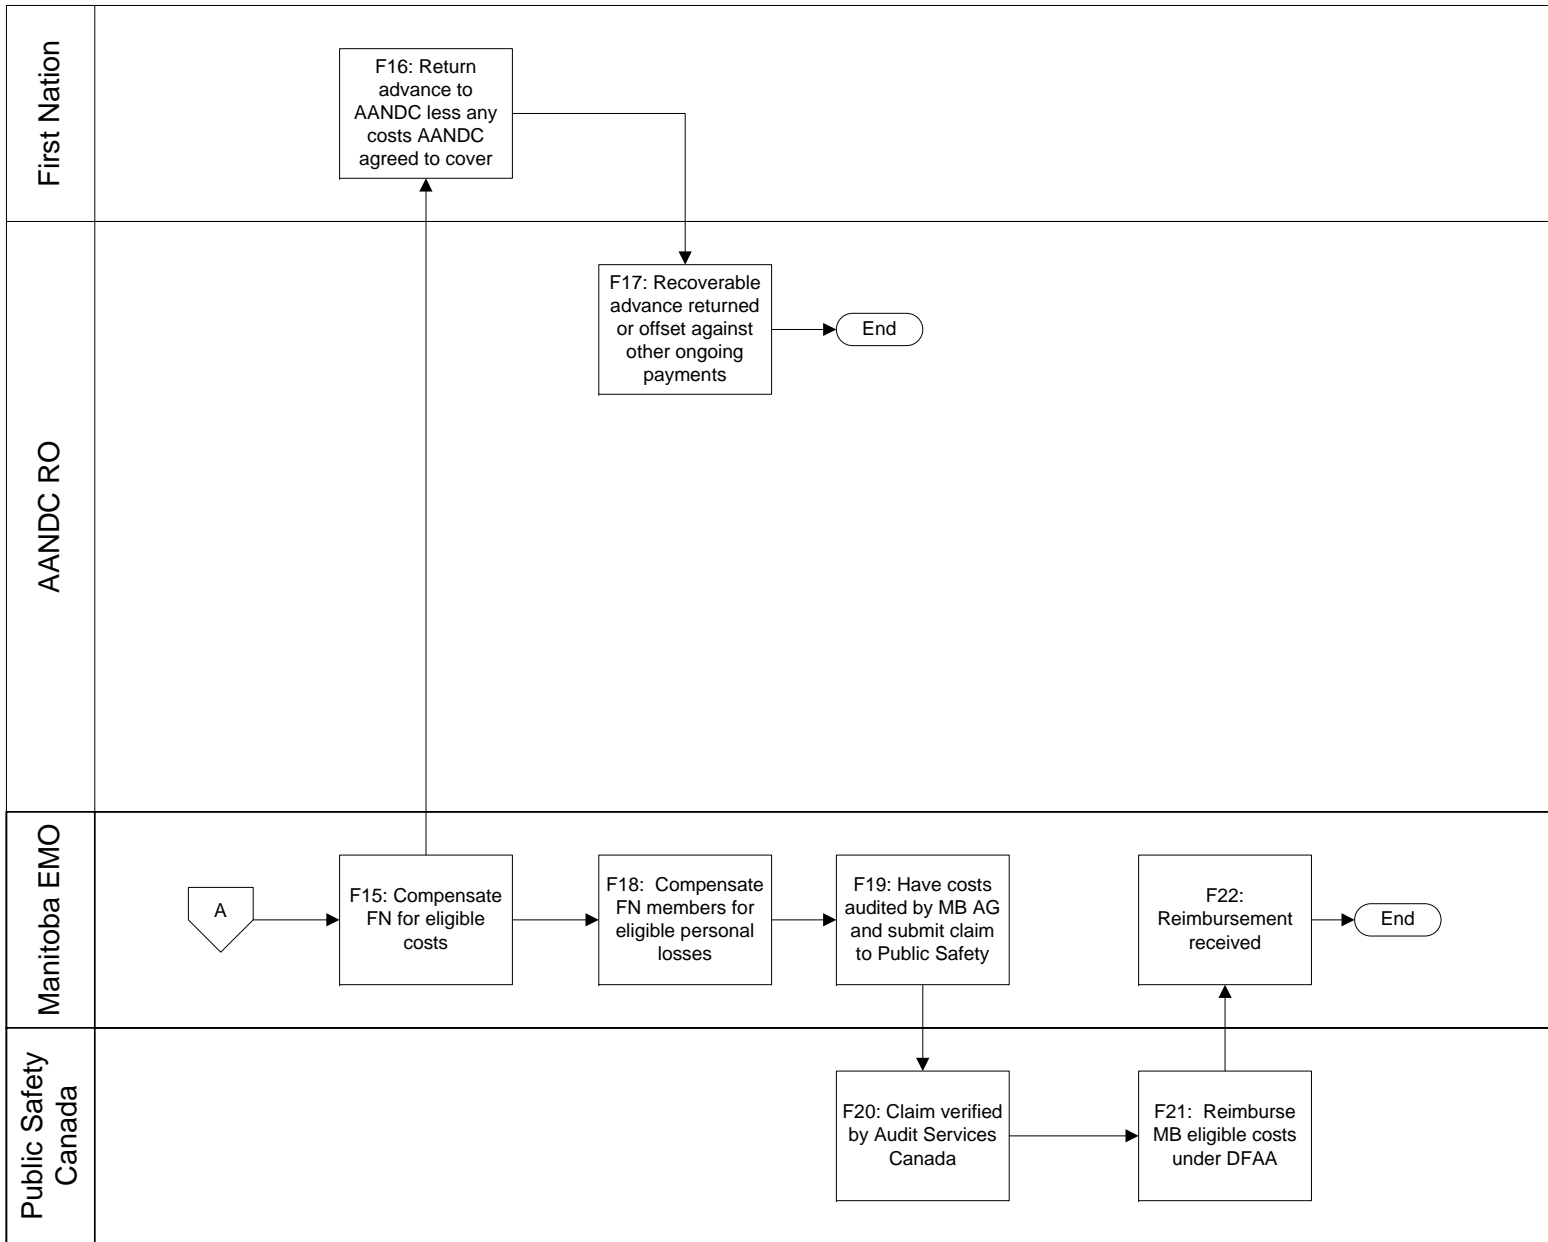 First Nation
F16: Return
advance to
AANDC less any
costs AANDC
agreed to cover
AANDC RO
F17: Recoverable
advance returned
or offset against
other ongoing
payments
End
Manitoba EMO
A
F15: Compensate
FN for eligible
costs
F18: Compensate
FN members for
eligible personal
losses
F19: Have costs
audited by MB AG
and submit claim
to Public Safety
F22:
Reimbursement
received
End
Public Safety
Canada
F20: Claim verified
by Audit Services
Canada
F21: Reimburse
MB eligible costs
under DFAA